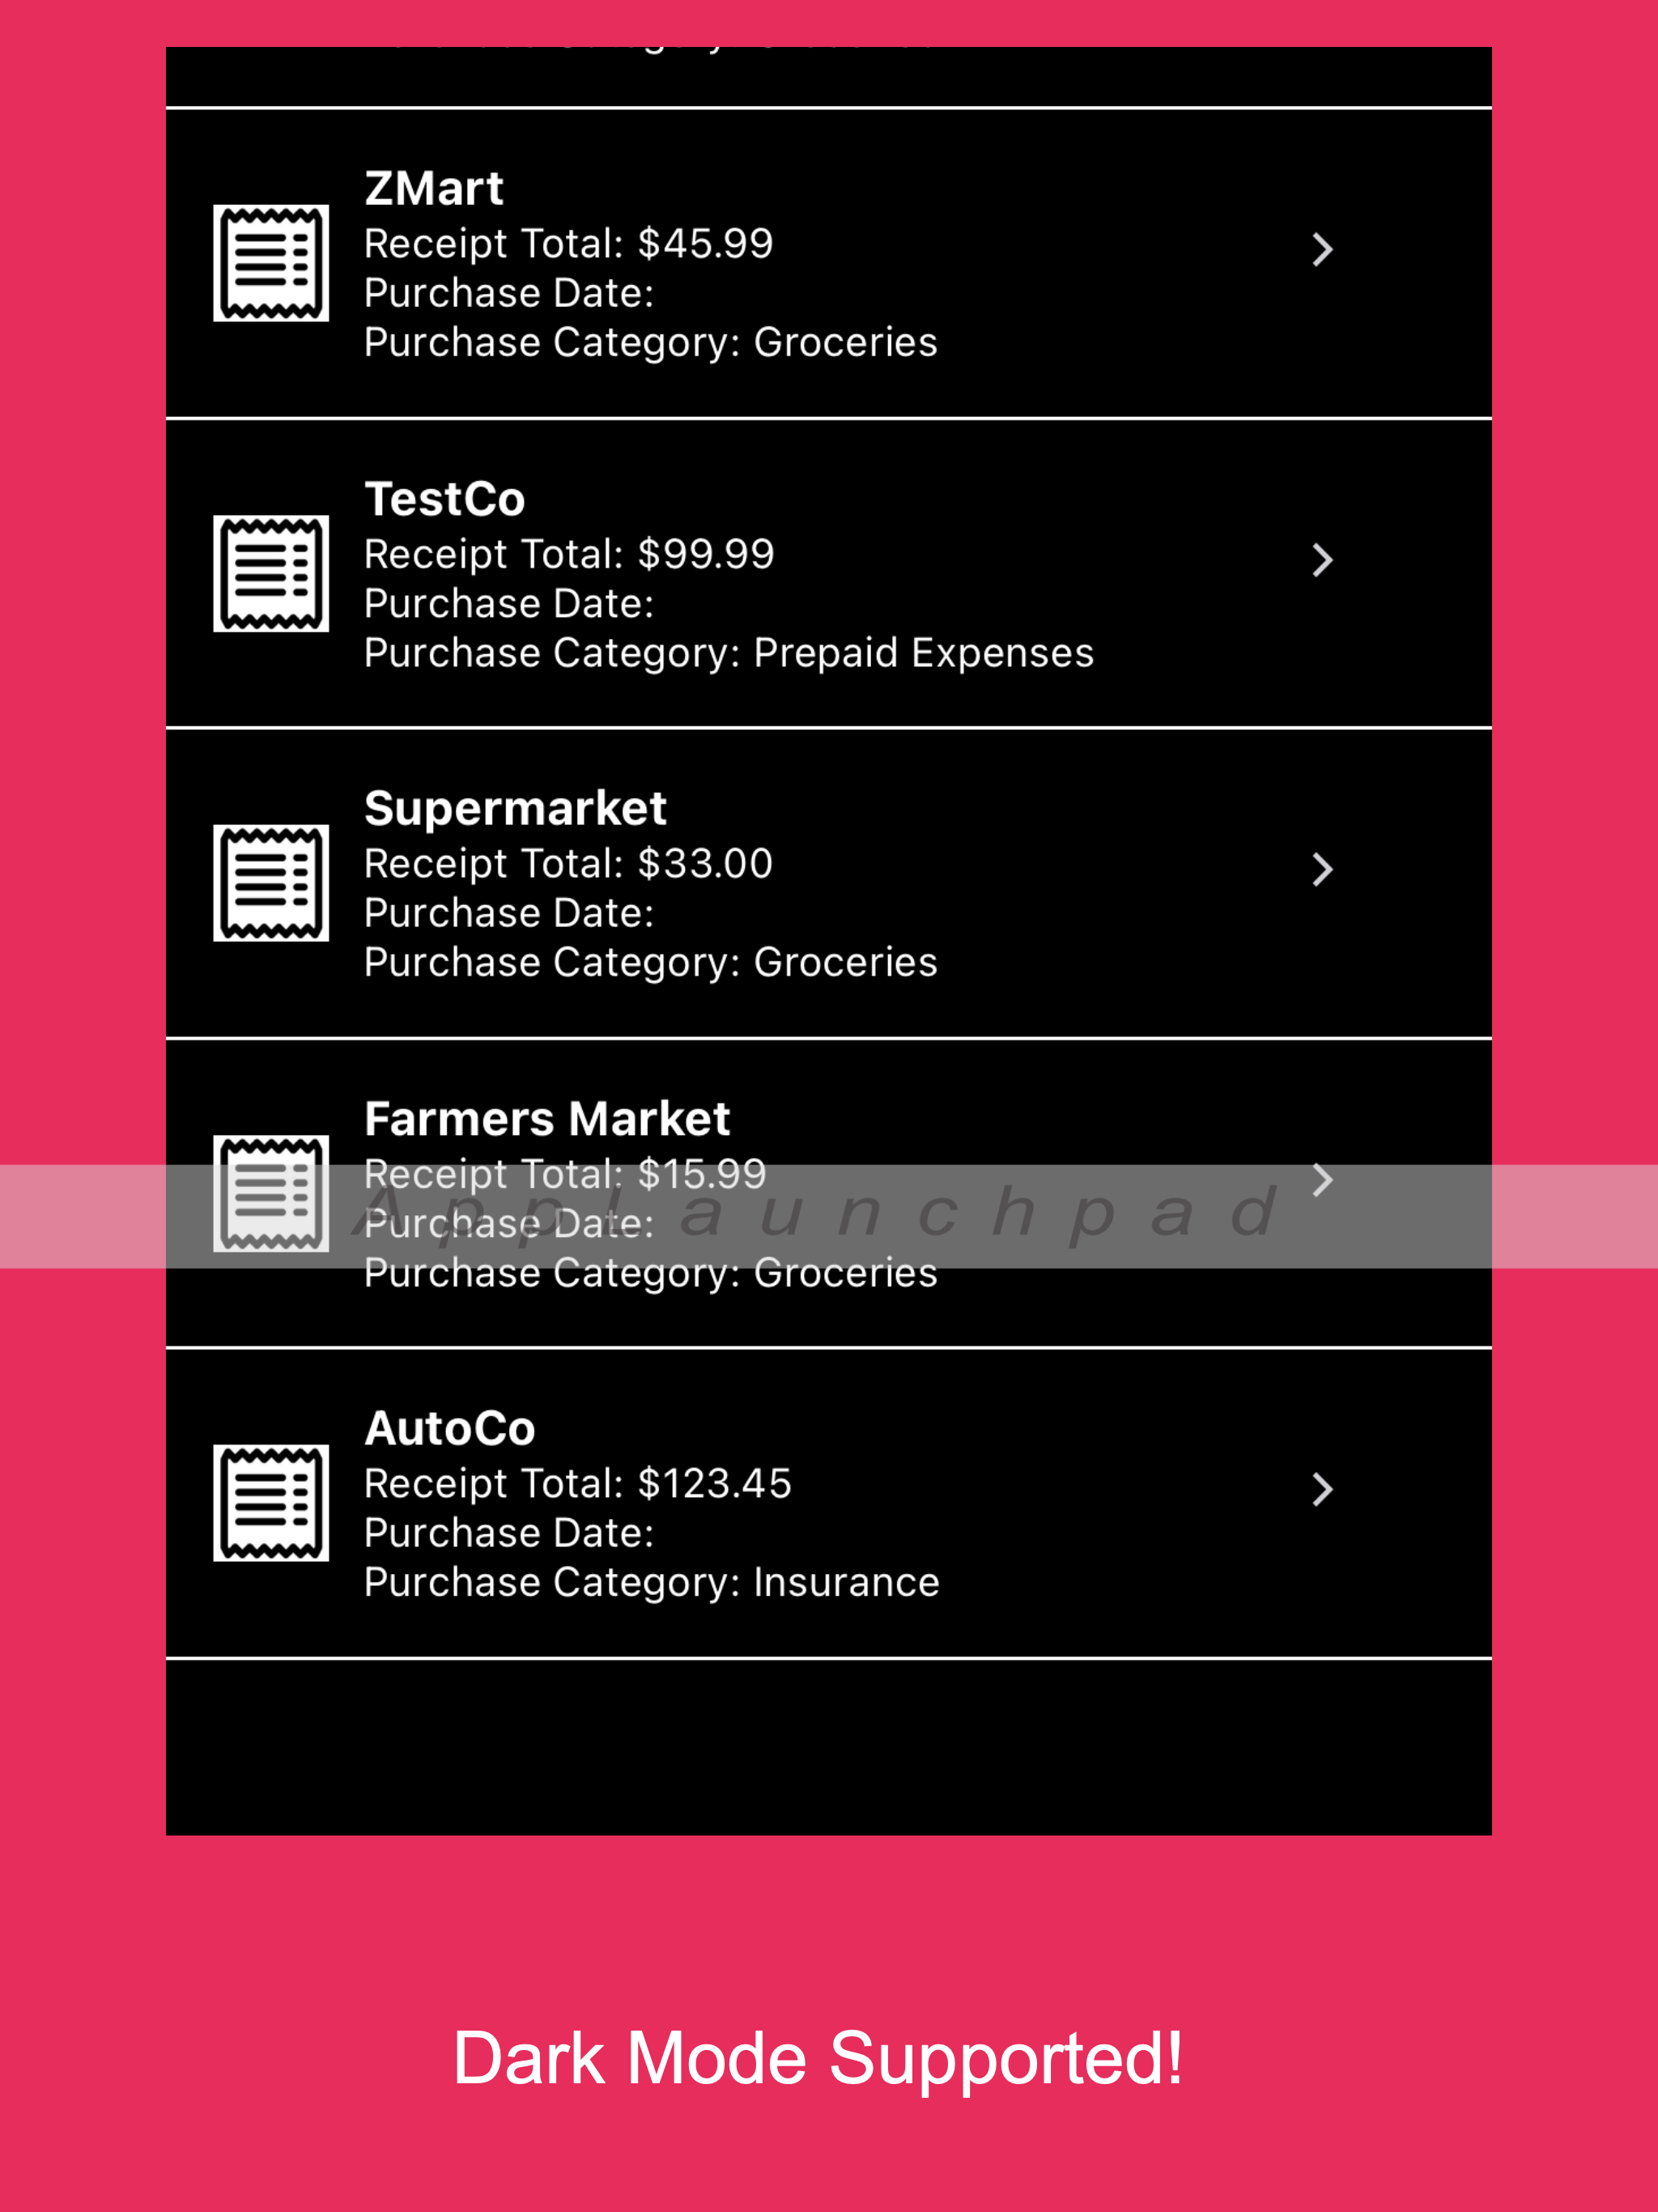 ZMart
Receipt Total: $45.99
Purchase Date:
Purchase Category: Groceries
TestCo
Receipt Total: $99.99
Purchase Date:
Purchase Category: Prepaid Expenses
Supermarket
Receipt Total: $33.00
Purchase Date:
Purchase Category: Groceries
Farmers Market
Receipt Total: $15.99
AppLaunchpad
Purchase Date:
Purchase Category: Groceries
AutoCo
Receipt Total: $123.45
Purchase Date:
Purchase Category: Insurance
Dark Mode Supported!